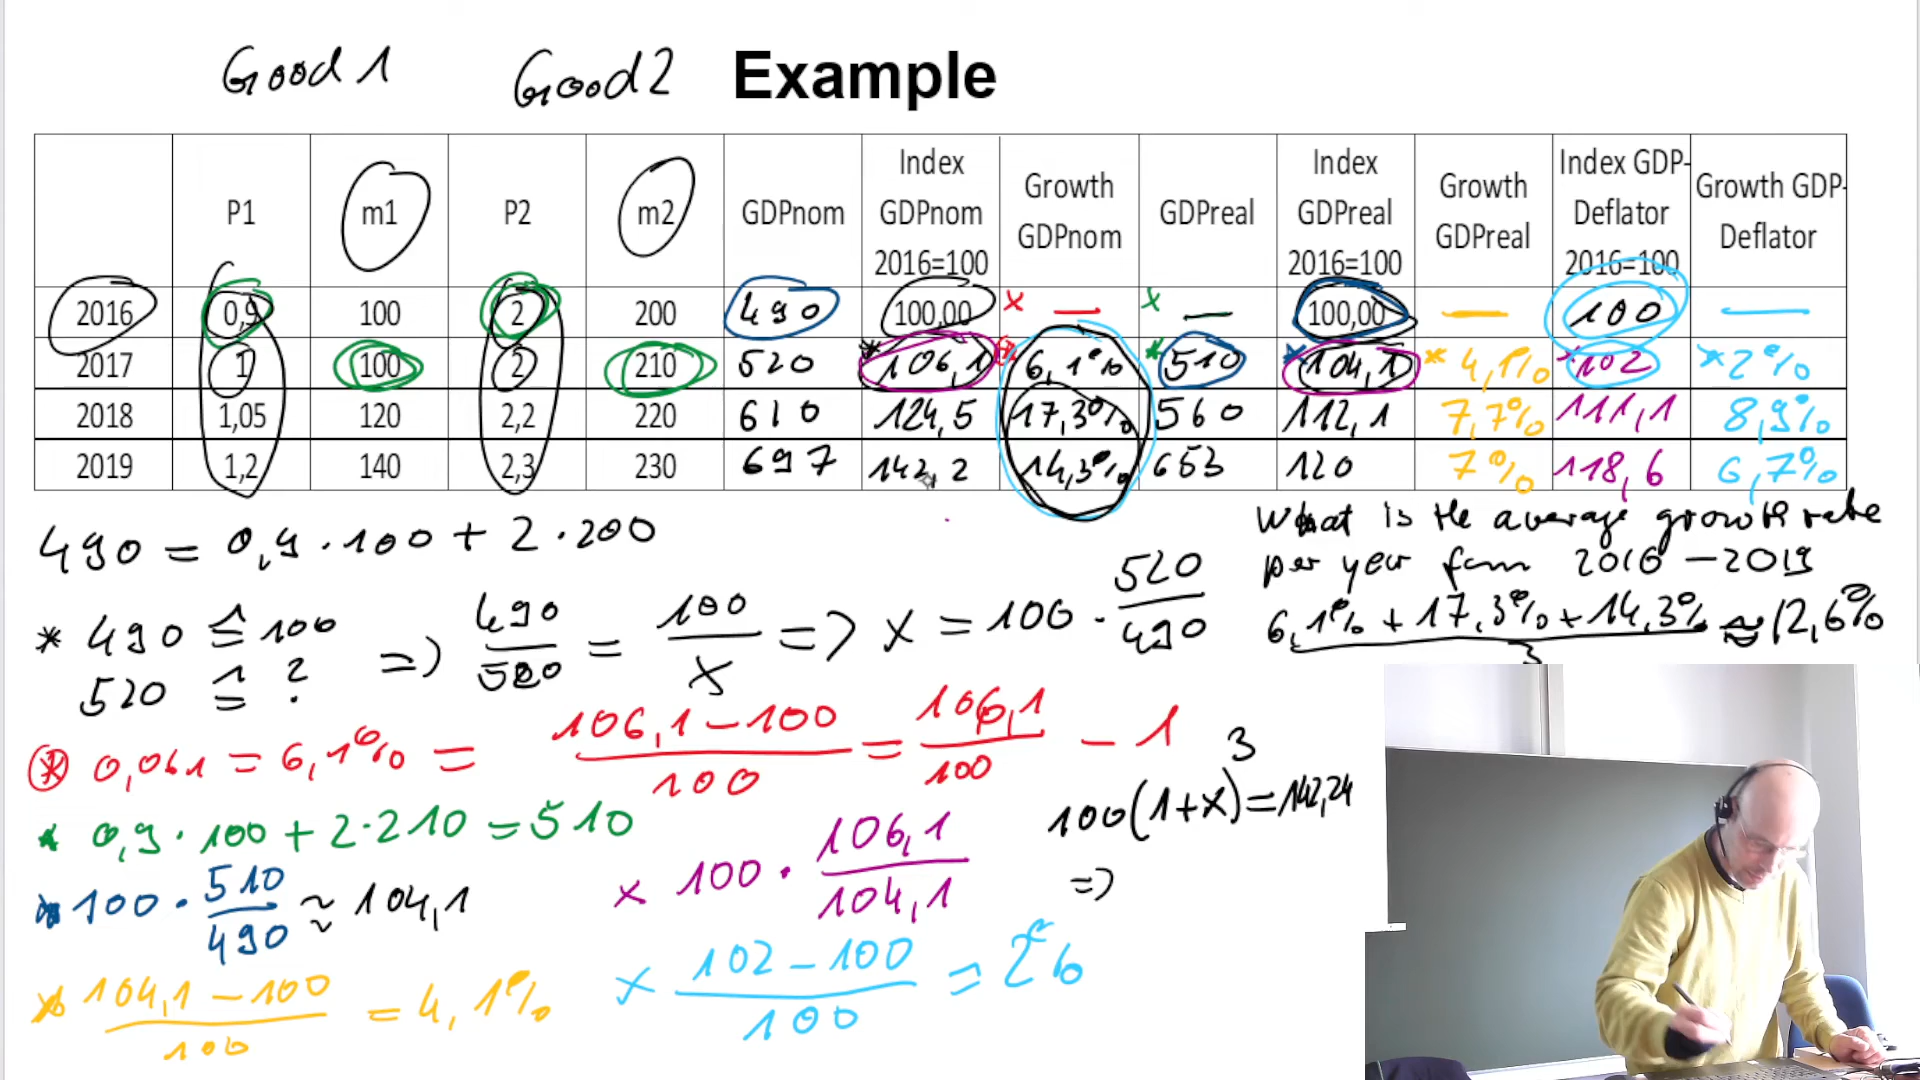 Good 1 Good 2 Example
P1 m1 P2 m2 GDPnom Index GDPnom 2016=100 Growth GDPnom GDPreal Index GDPreal 2016=100 Growth GDPreal Index GDP-Deflator 2016=100 Growth GDP-Deflator
2016 0,9 100 2 200 490 100,00 x — x — 100,00 — 100 —
2017 1 100 2 210 520 * 106,1 6,1% * 510 * 104,1 * 4,1% * 102 * 2%
2018 1,05 120 2,2 220 610 124,5 17,3% 560 112,1 7,7% 111,1 8,9%
2019 1,2 140 2,3 230 697 142,2 14,3% 653 120 7% 118,6 6,7%
490 = 0,9 · 100 + 2 · 200
What is the average growth rate
per year from 2016 – 2019
6,1% + 17,3% + 14,3% ≈ 12,6%
3
* 490 ≙ 100
520 ≙ ?
=> 490/520 = 100/x => x = 100 · 520/490
⊛ 0,061 = 6,1% = 106,1 – 100/100 = 106,1/100 – 1
* 0,9 · 100 + 2 · 210 = 510
* 100 · 510/490 ≈ 104,1
* 104,1 – 100/100 = 4,1%
x 100 · 106,1/104,1
x 102 – 100/100 = 2%
100(1+x)³ = 142,24
=>